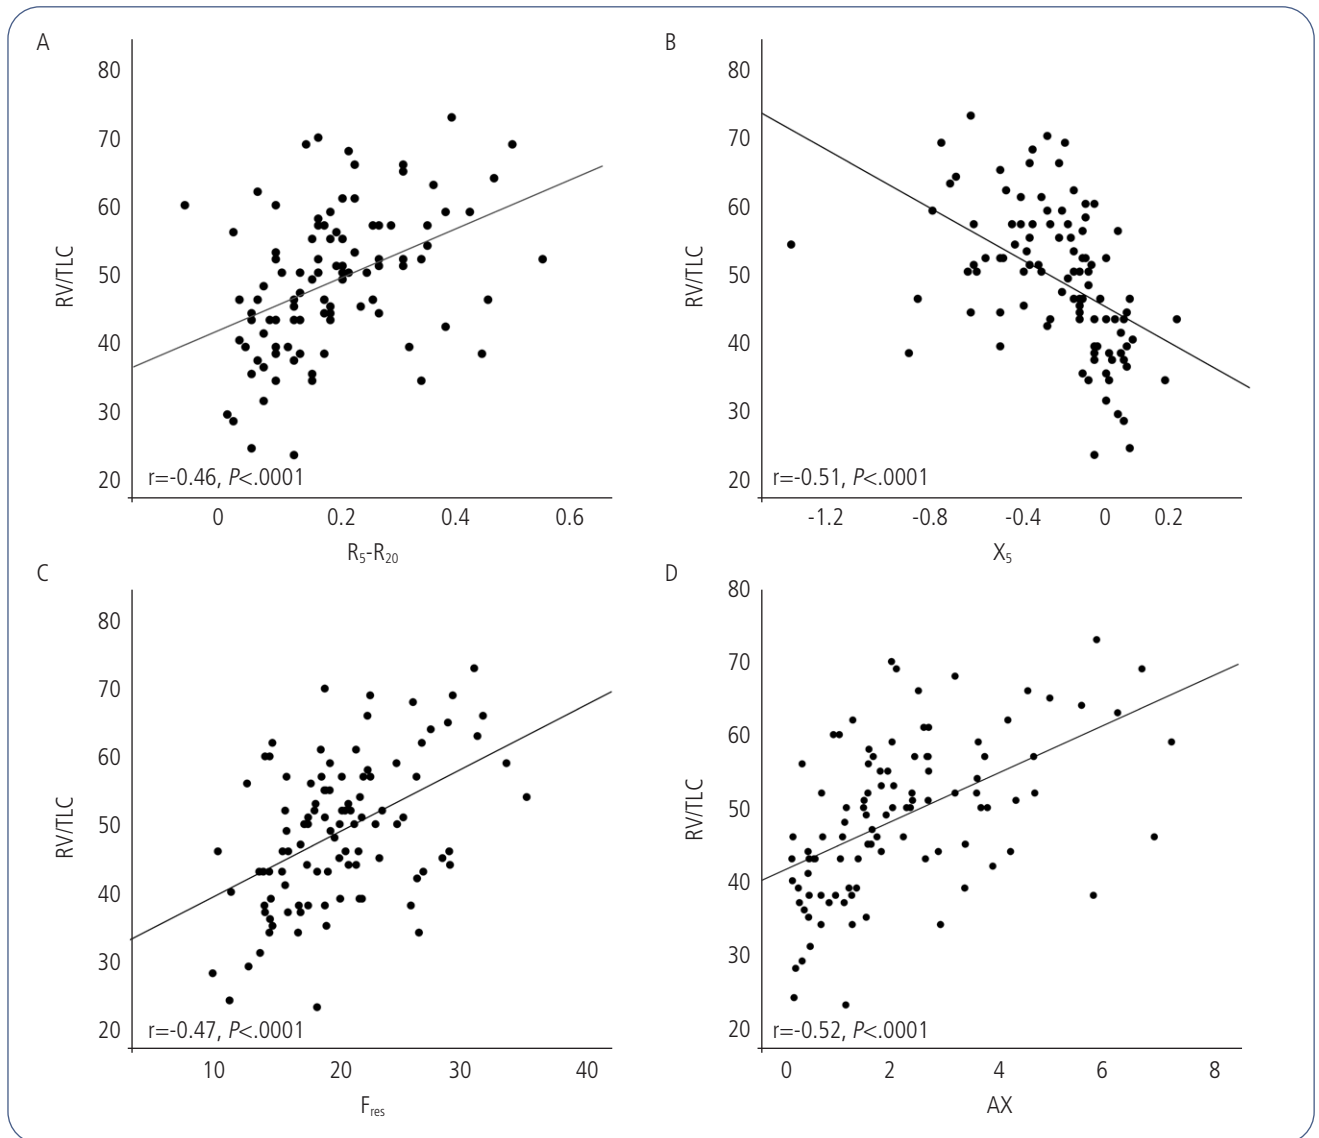 A
80
70
60
50
40
30
20
RV/TLC
r=-0.46, P<.0001
0 0.2 0.4 0.6
R₅-R₂₀
B
80
70
60
50
40
30
20
RV/TLC
r=-0.51, P<.0001
-1.2 -0.8 -0.4 0 0.2
X₅
C
80
70
60
50
40
30
20
RV/TLC
r=-0.47, P<.0001
10 20 30 40
Fres
D
80
70
60
50
40
30
20
RV/TLC
r=-0.52, P<.0001
0 2 4 6 8
AX